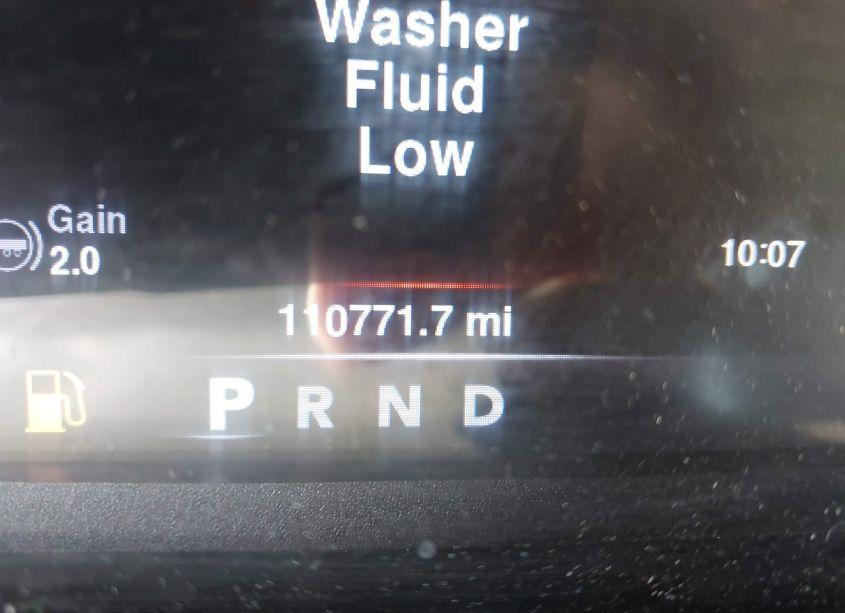 Washer
Fluid
Low
Gain
2.0
10:07
110771.7 mi
P R N D